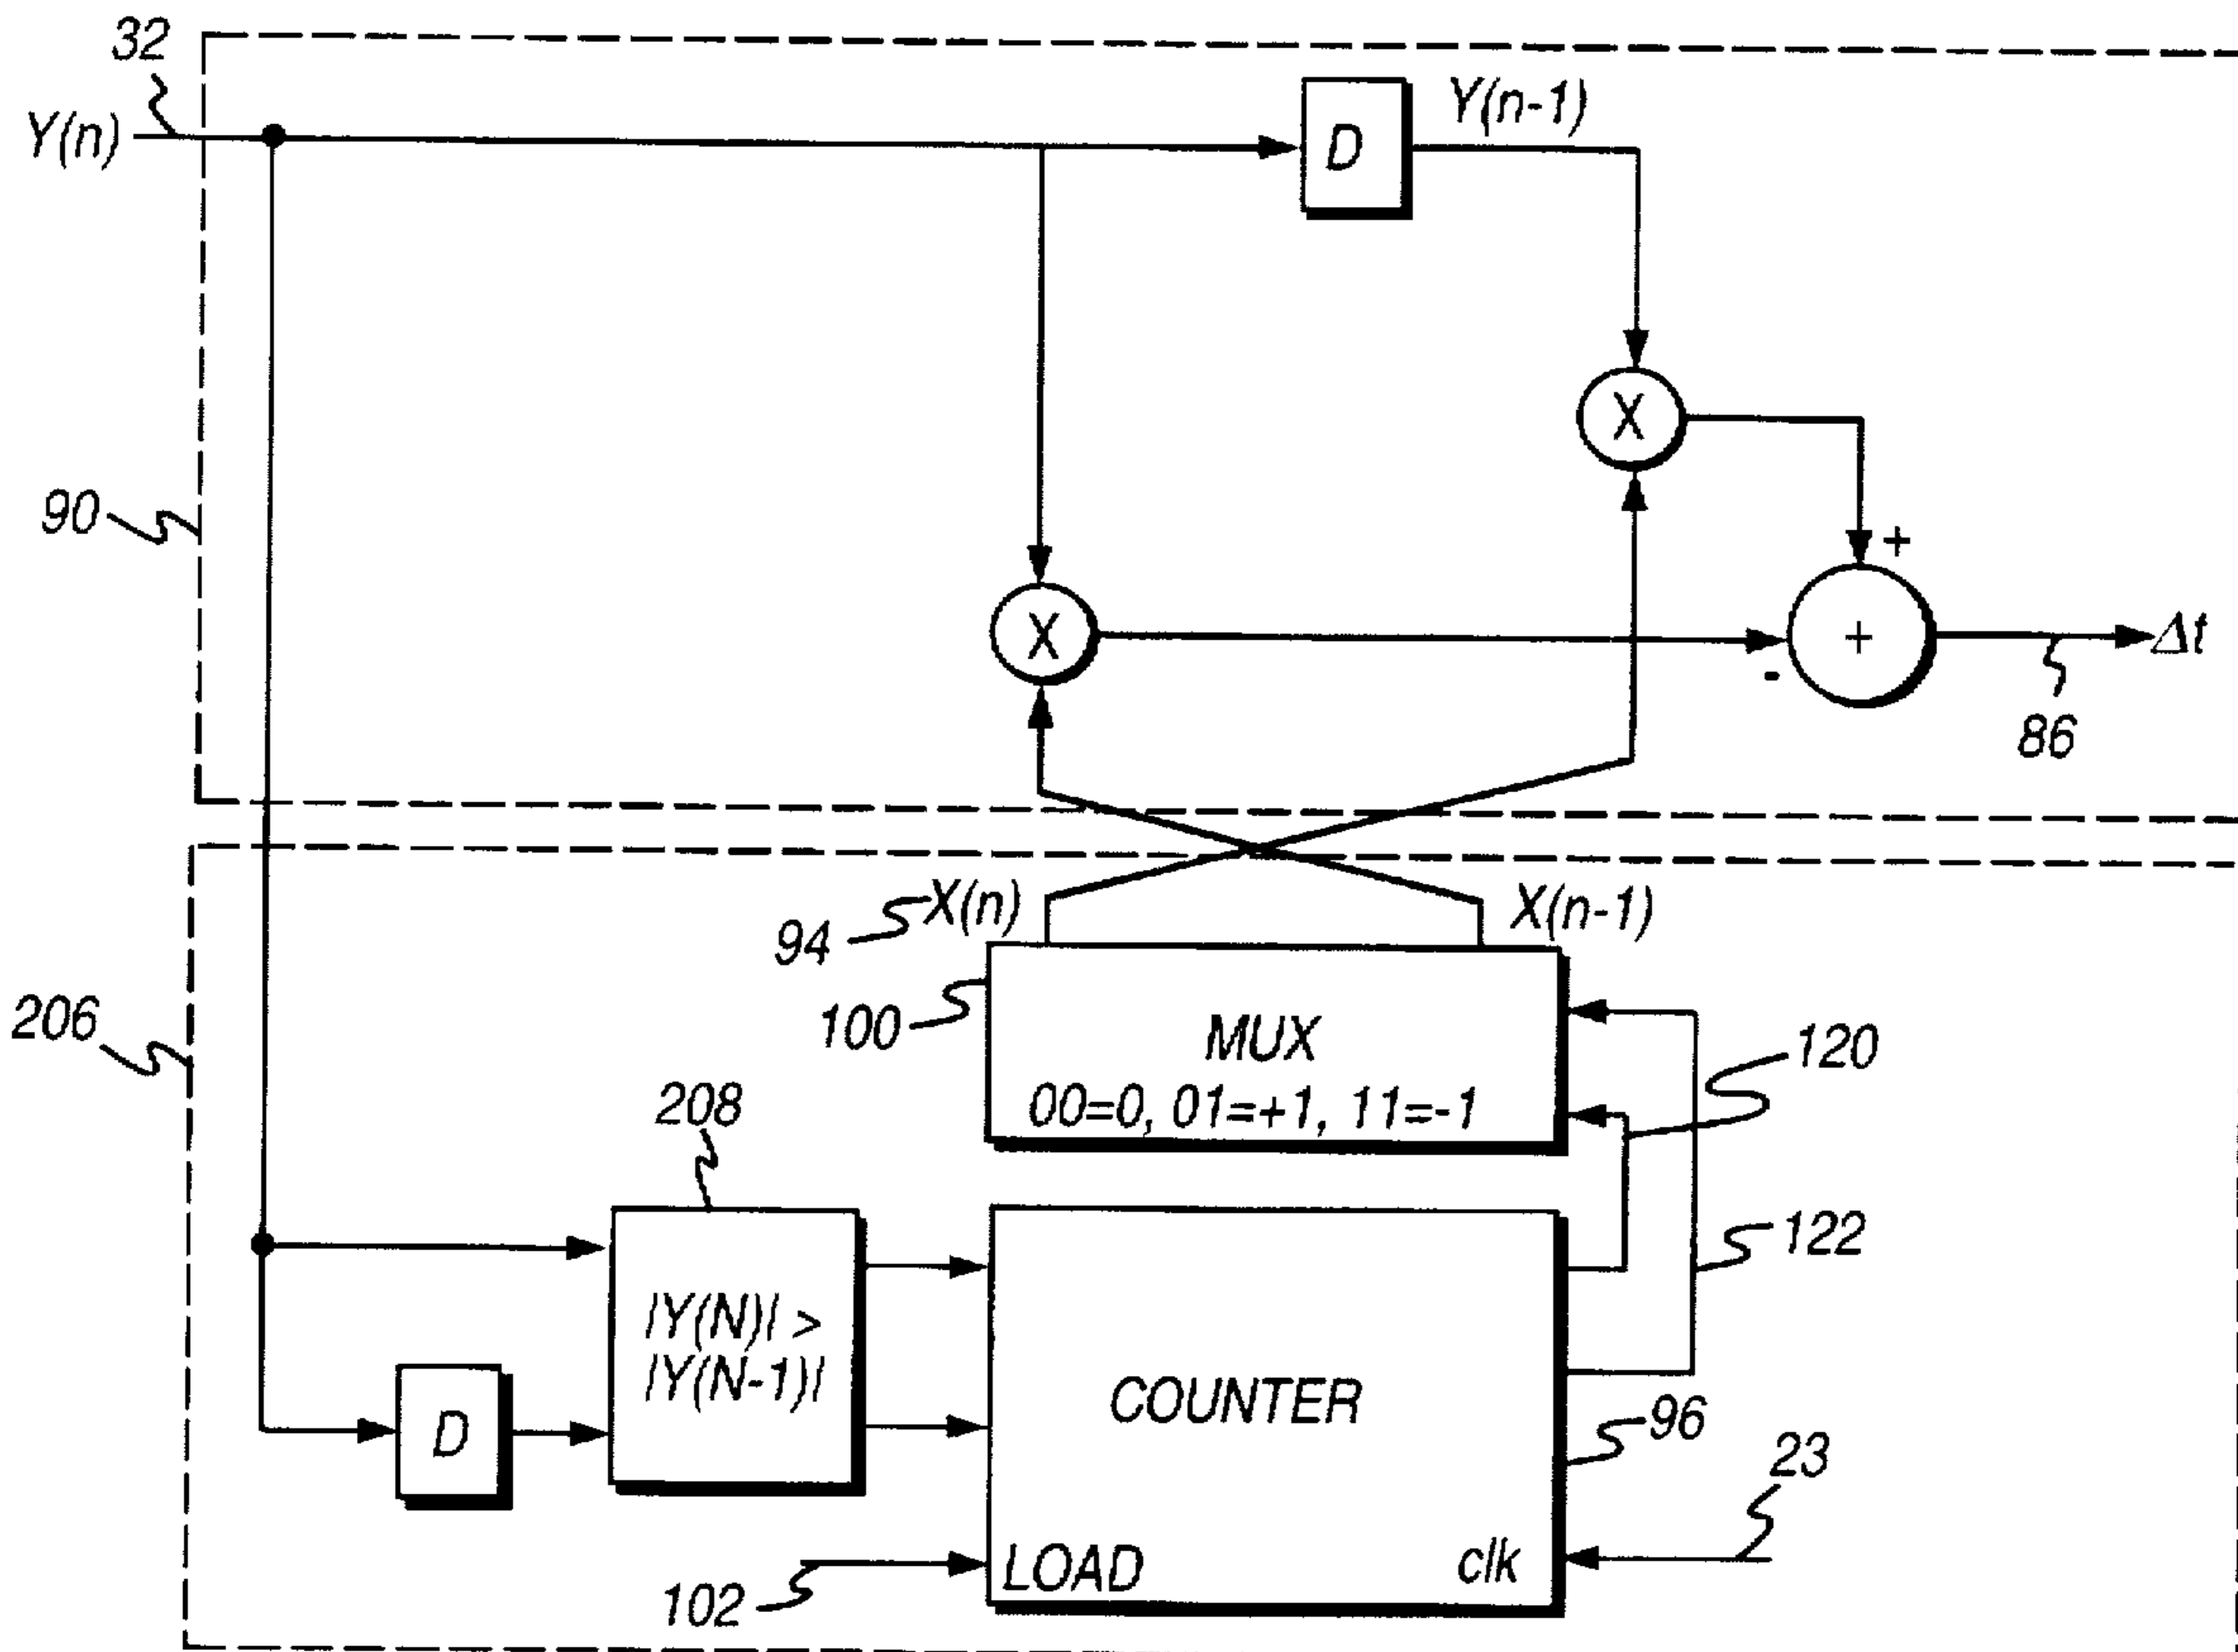 32
Y(n)
D
Y(n-1)
X
90
+
X
+
-
Δt
86
X(n)
X(n-1)
94
206
100
MUX
00=0, 01=+1, 11=-1
120
208
122
|Y(N)| >
|Y(N-1)|
D
COUNTER
96
23
LOAD
clk
102